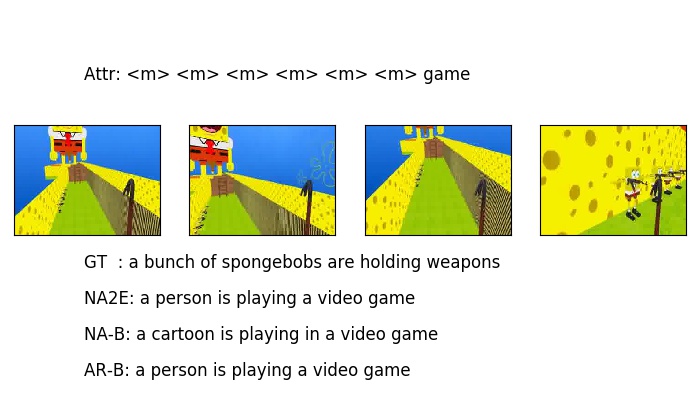 Attr: <m> <m> <m> <m> <m> <m> game
GT : a bunch of spongebobs are holding weapons
NA2E: a person is playing a video game
NA-B: a cartoon is playing in a video game
AR-B: a person is playing a video game